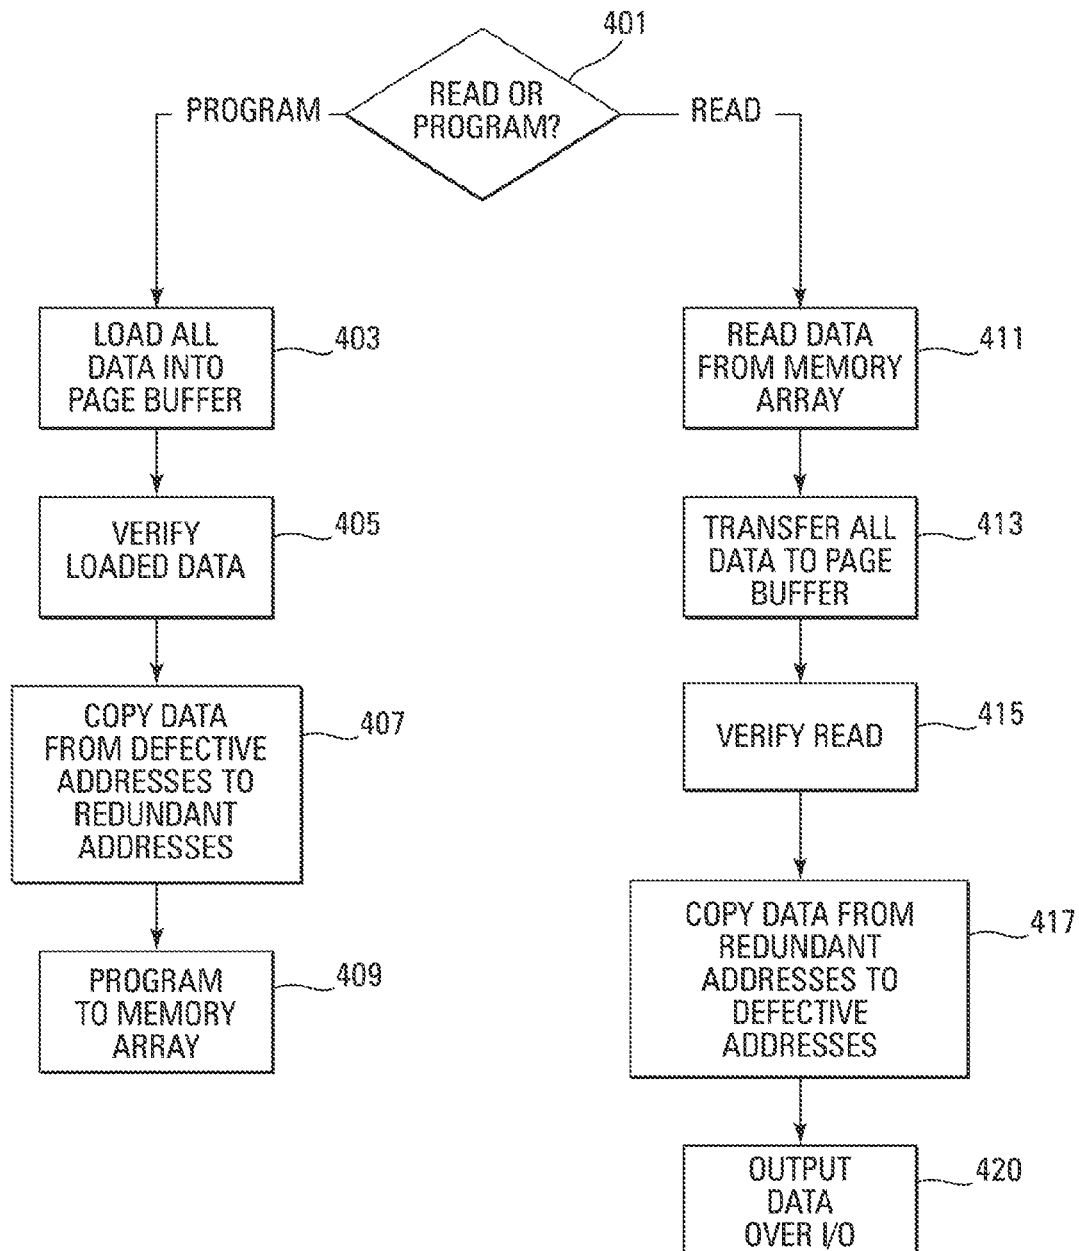 401
READ OR
PROGRAM?
PROGRAM
READ
LOAD ALL
DATA INTO
PAGE BUFFER
403
VERIFY
LOADED DATA
405
COPY DATA
FROM DEFECTIVE
ADDRESSES TO
REDUNDANT
ADDRESSES
407
PROGRAM
TO MEMORY
ARRAY
409
READ DATA
FROM MEMORY
ARRAY
411
TRANSFER ALL
DATA TO PAGE
BUFFER
413
VERIFY READ
415
COPY DATA FROM
REDUNDANT
ADDRESSES TO
DEFECTIVE
ADDRESSES
417
OUTPUT
DATA
OVER I/O
420